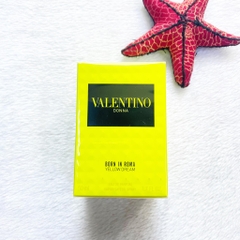 VALENTINO
DONNA
BORN IN ROMA
YELLOW DREAM